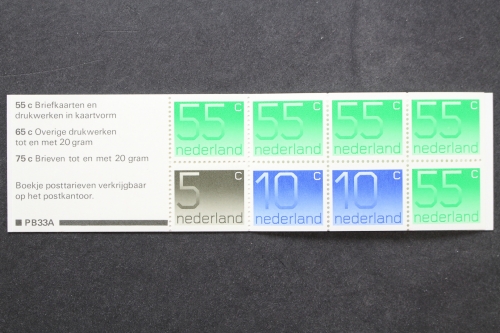 55 c Briefkaarten en
drukwerken in kaartvorm
65 c Overige drukwerken
tot en met 20 gram
75 c Brieven tot en met 20 gram
Boekje posttarieven verkrijgbaar
op het postkantoor.
PB33A
55 c
nederland
55 c
nederland
55 c
nederland
55 c
nederland
5 c
nederland
10 c
nederland
10 c
nederland
55 c
nederland